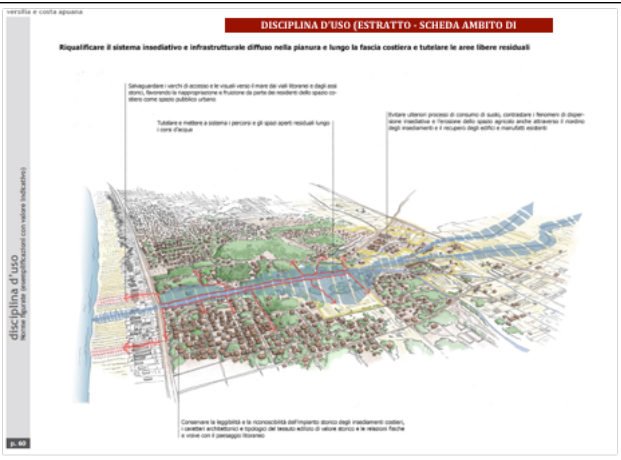 versilia e costa apuana
DISCIPLINA D'USO (ESTRATTO - SCHEDA AMBITO DI
Riqualificare il sistema insediativo e infrastrutturale diffuso nella pianura e lungo la fascia costiera e tutelare le aree libere residuali
Salvaguardare i varchi di accesso e le visuali verso il mare dai viali litoranei e dagli assi
storici, favorendo la riappropriazione e fruizione da parte dei residenti dello spazio co-
stiero come spazio pubblico urbano
Tutelare e mettere a sistema i percorsi e gli spazi aperti residuali lungo
i corsi d'acqua
Evitare ulteriori processi di consumo di suolo, contrastare i fenomeni di disper-
sione insediativa e l'erosione dello spazio agricolo anche attraverso il riordino
degli insediamenti e il recupero degli edifici e manufatti esistenti
Conservare la leggibilità e la riconoscibilità dell'impianto storico degli insediamenti costieri,
i caratteri architettonici e tipologici del tessuto edilizio di valore storico e le relazioni fisiche
e visive con il paesaggio litoraneo
disciplina d'uso
Norme figurate (esemplificazioni con valore indicativo)
p. 60